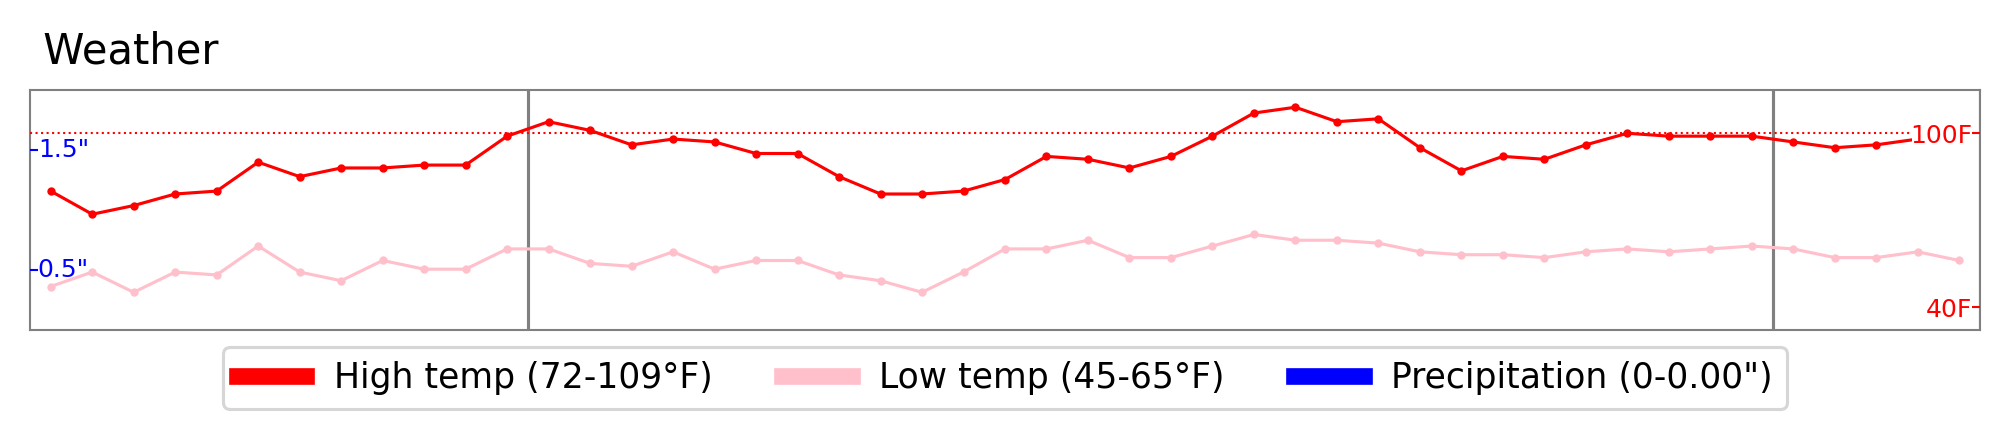 Weather
1.5"
100F
0.5"
40F
High temp (72-109°F) Low temp (45-65°F) Precipitation (0-0.00")